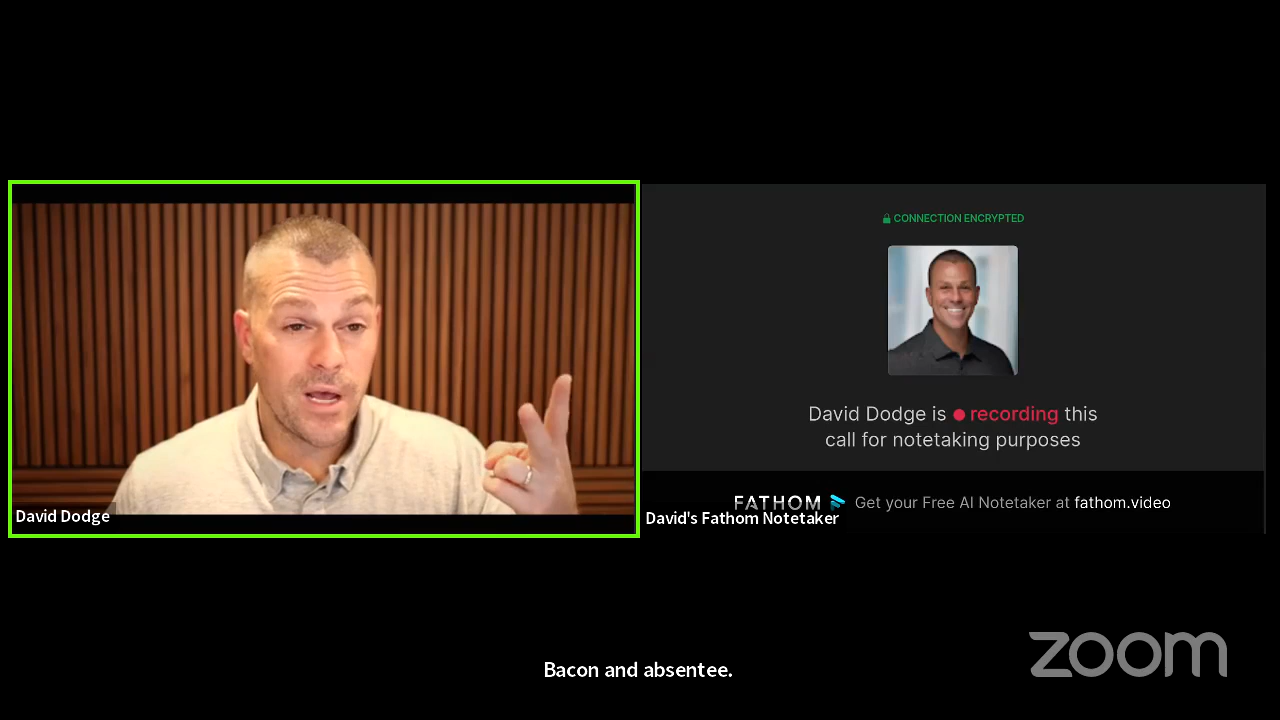 CONNECTION ENCRYPTED
David Dodge is recording this
call for notetaking purposes
FATHOM Get your Free AI Notetaker at fathom.video
David Dodge
David's Fathom Notetaker
Bacon and absentee.
zoom